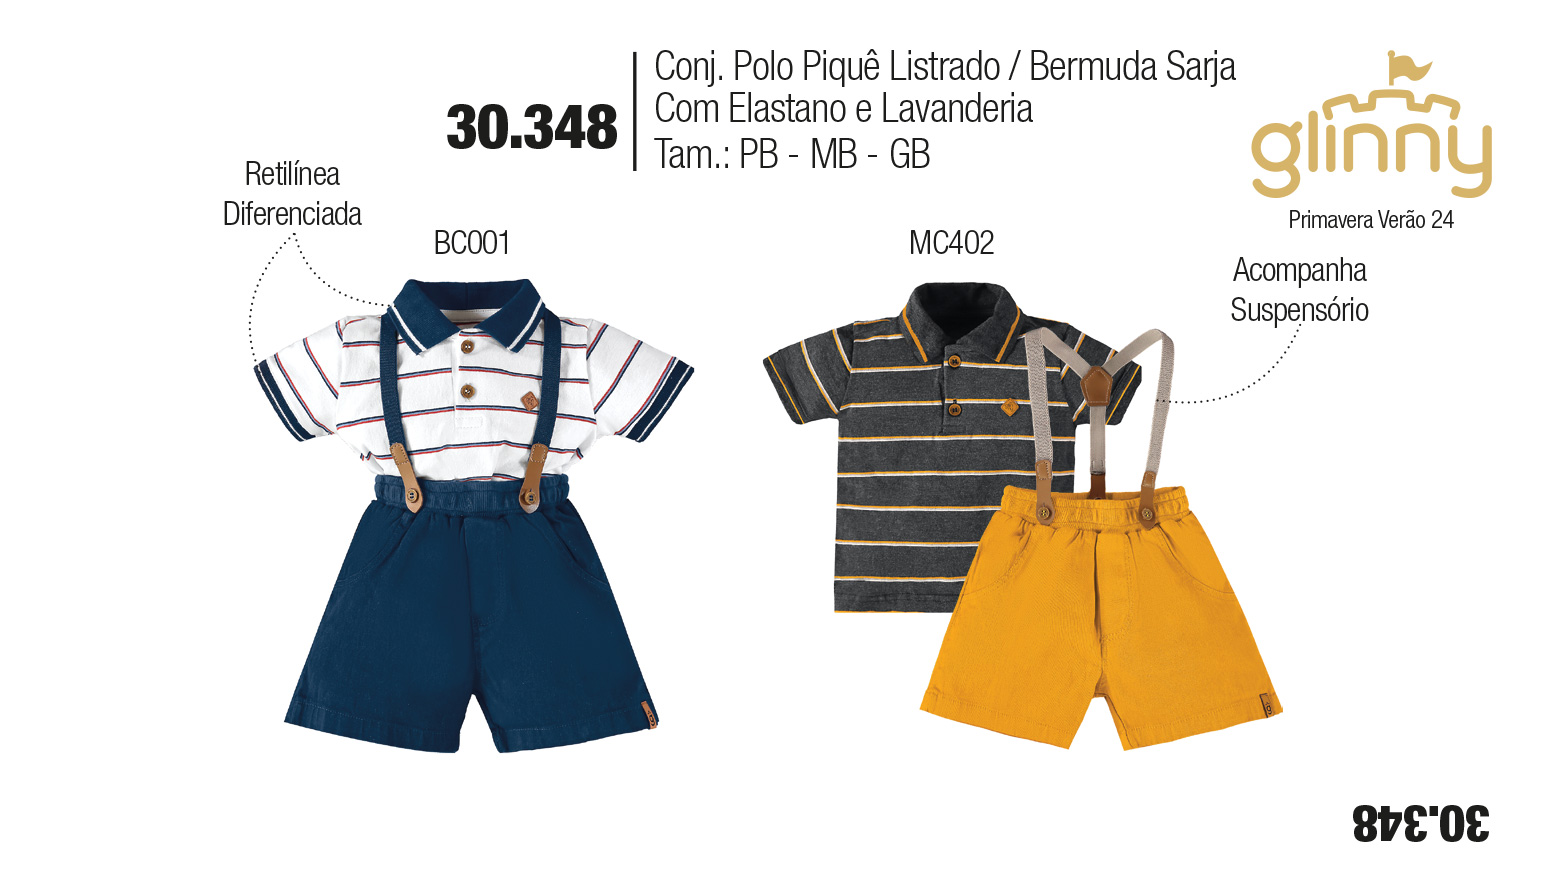 30.348
Conj. Polo Piquê Listrado / Bermuda Sarja
Com Elastano e Lavanderia
Tam.: PB - MB - GB
glinny
Primavera Verão 24
Retilínea
Diferenciada
BC001
MC402
Acompanha
Suspensório
30.348